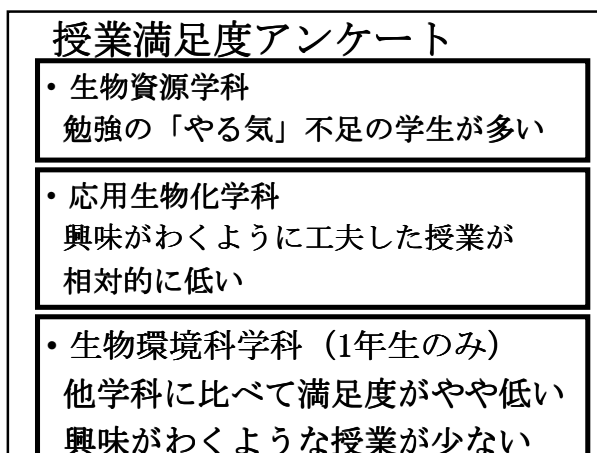 授業満足度アンケート
・生物資源学科
勉強の「やる気」不足の学生が多い
・応用生物化学科
興味がわくように工夫した授業が
相対的に低い
・生物環境科学科（1年生のみ）
他学科に比べて満足度がやや低い
興味がわくような授業が少ない